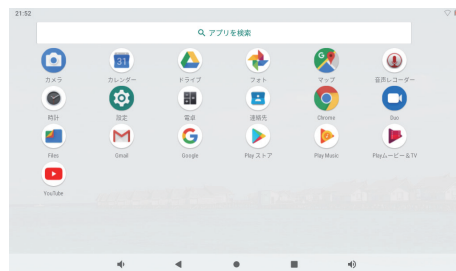 21:52
アプリを検索
カメラ
カレンダー
31
ドライブ
フォト
マップ
音声レコーダー
時計
設定
電卓
連絡先
Chrome
Duo
Files
Gmail
Google
Play ストア
Play Music
Playムービー＆TV
YouTube